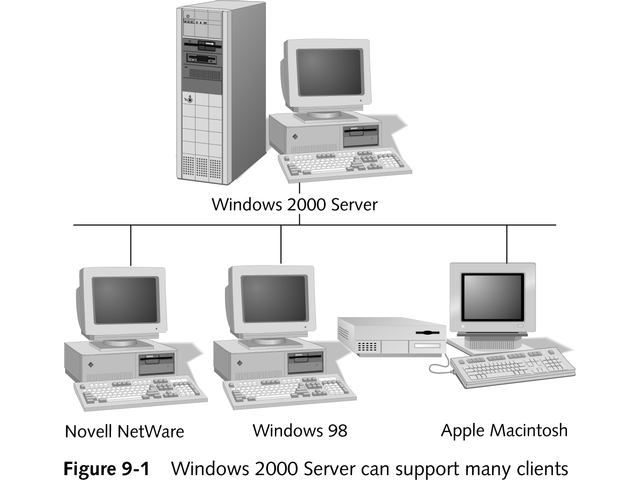 Windows 2000 Server
Novell NetWare
Windows 98
Apple Macintosh
Figure 9-1 Windows 2000 Server can support many clients